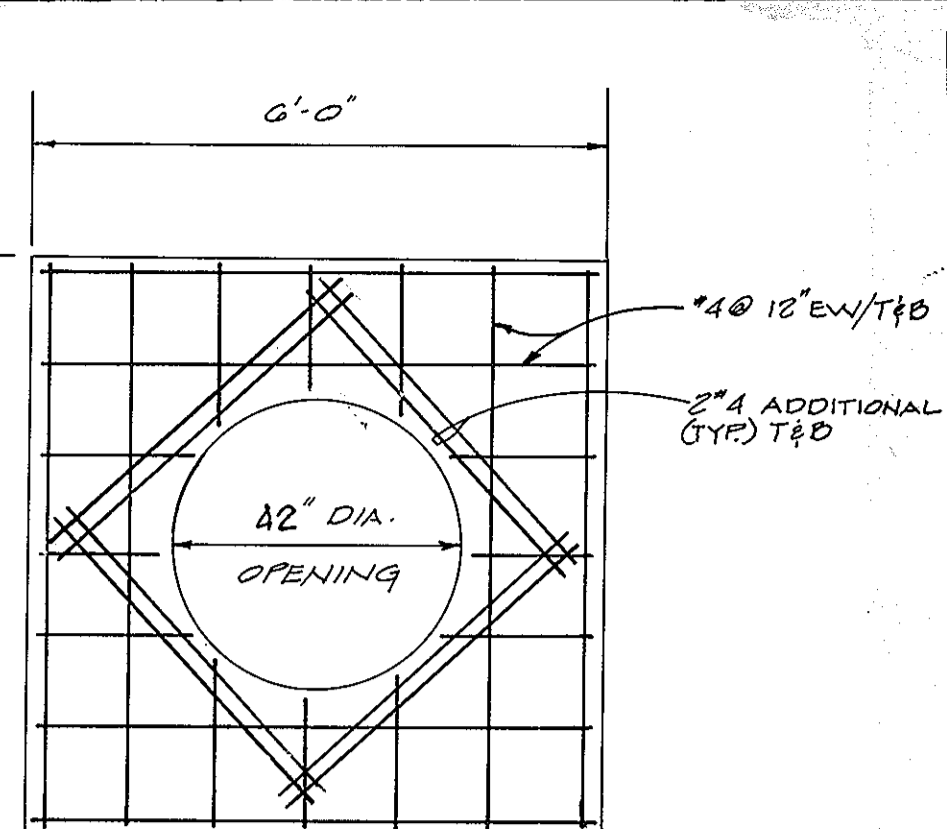 6'-0"
#4@ 12" EW/T&B
2#4 ADDITIONAL
(TYP.) T&B
42" DIA.
OPENING